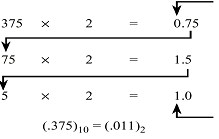 375 × 2 = 0.75
75 × 2 = 1.5
5 × 2 = 1.0
(.375)₁₀ = (.011)₂